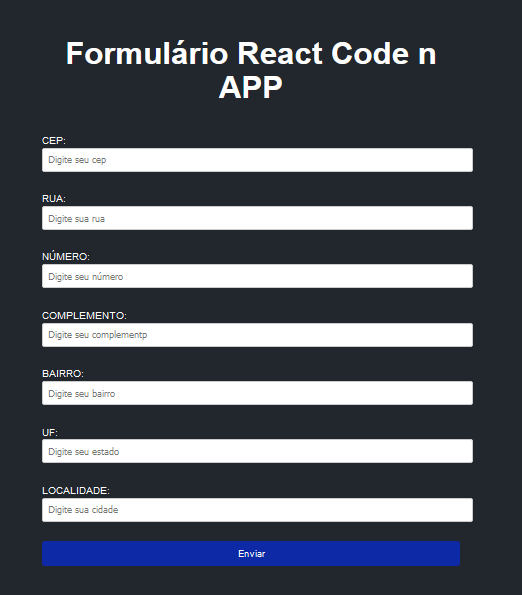 Formulário React Code n
APP
CEP:
Digite seu cep
RUA:
Digite sua rua
NÚMERO:
Digite seu número
COMPLEMENTO:
Digite seu complementp
BAIRRO:
Digite seu bairro
UF:
Digite seu estado
LOCALIDADE:
Digite sua cidade
Enviar